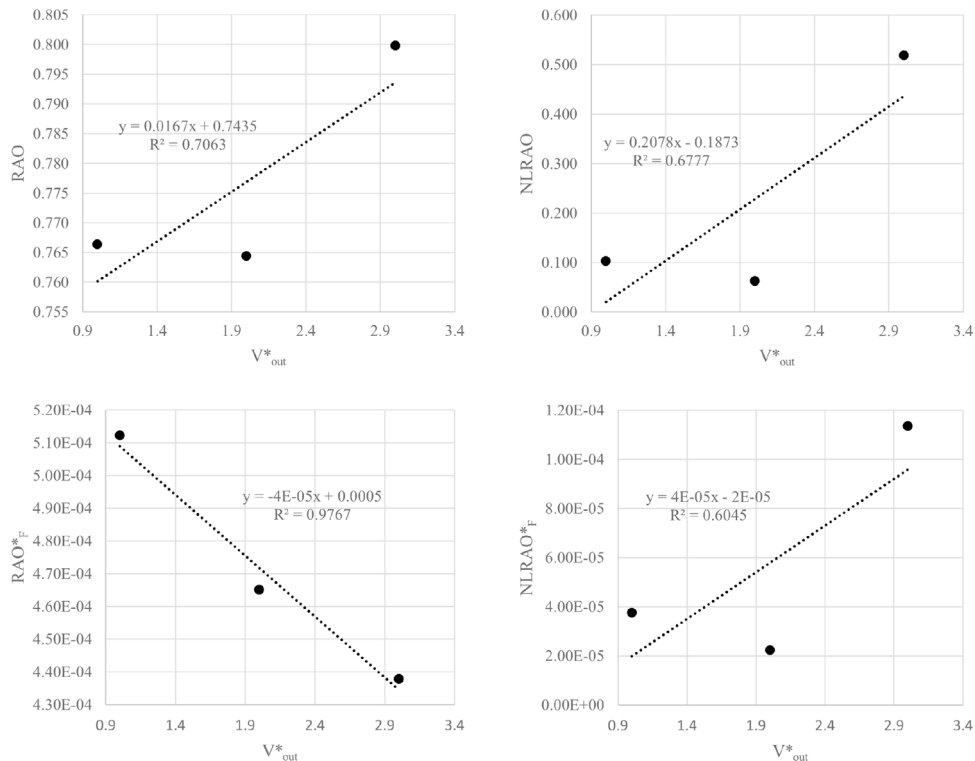 0.805
0.800
0.795
0.790
0.785
0.780
0.775
0.770
0.765
0.760
0.755
RAO
y = 0.0167x + 0.7435
R² = 0.7063
0.9 1.4 1.9 2.4 2.9 3.4
V*out
0.600
0.500
0.400
0.300
0.200
0.100
0.000
NLRAO
y = 0.2078x - 0.1873
R² = 0.6777
0.9 1.4 1.9 2.4 2.9 3.4
V*out
5.20E-04
5.10E-04
5.00E-04
4.90E-04
4.80E-04
4.70E-04
4.60E-04
4.50E-04
4.40E-04
4.30E-04
RAO*F
y = -4E-05x + 0.0005
R² = 0.9767
0.9 1.4 1.9 2.4 2.9 3.4
V*out
1.20E-04
1.00E-04
8.00E-05
6.00E-05
4.00E-05
2.00E-05
0.00E+00
NLRAO*F
y = 4E-05x - 2E-05
R² = 0.6045
0.9 1.4 1.9 2.4 2.9 3.4
V*out